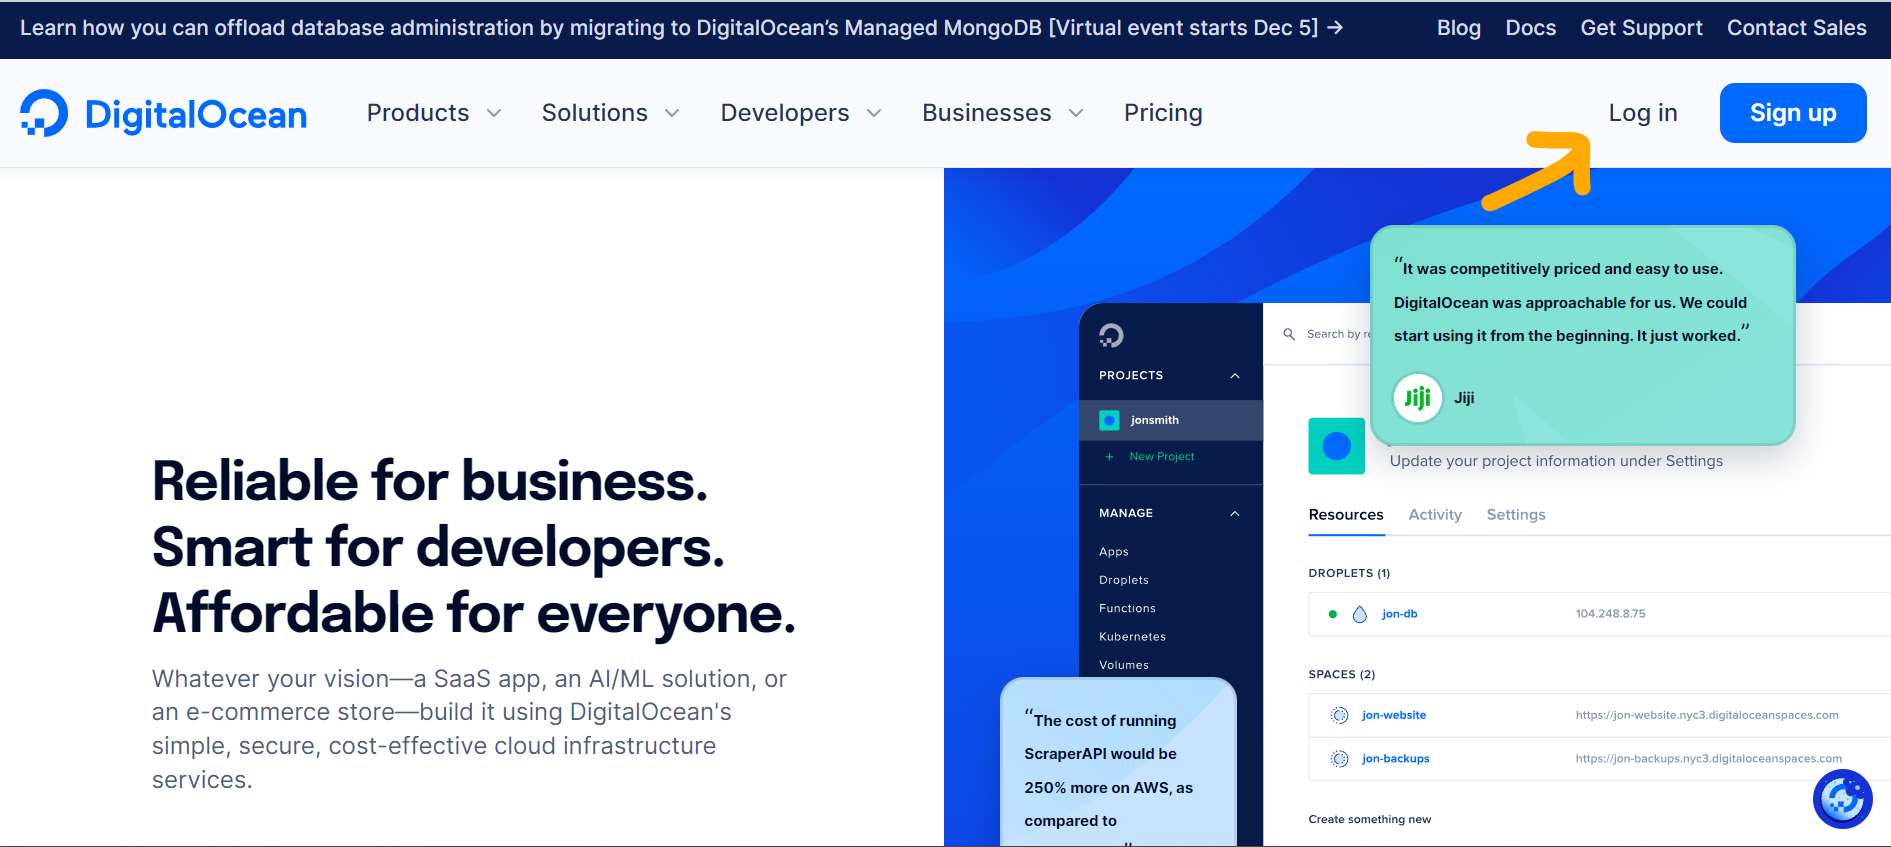 Learn how you can offload database administration by migrating to DigitalOcean’s Managed MongoDB [Virtual event starts Dec 5] →
Blog Docs Get Support Contact Sales
DigitalOcean
Products Solutions Developers Businesses Pricing
Log in
Sign up
Reliable for business.
Smart for developers.
Affordable for everyone.
Whatever your vision—a SaaS app, an AI/ML solution, or
an e-commerce store—build it using DigitalOcean's
simple, secure, cost-effective cloud infrastructure
services.
“It was competitively priced and easy to use.
DigitalOcean was approachable for us. We could
start using it from the beginning. It just worked.”
Jiji
Jiji
PROJECTS
jonsmith
+ New Project
MANAGE
Apps
Droplets
Functions
Kubernetes
Volumes
“The cost of running
ScraperAPI would be
250% more on AWS, as
compared to
Search by
Update your project information under Settings
Resources Activity Settings
DROPLETS (1)
jon-db 104.248.8.75
SPACES (2)
jon-website https://jon-website.nyc3.digitaloceanspaces.com
jon-backups https://jon-backups.nyc3.digitaloceanspaces.com
Create something new